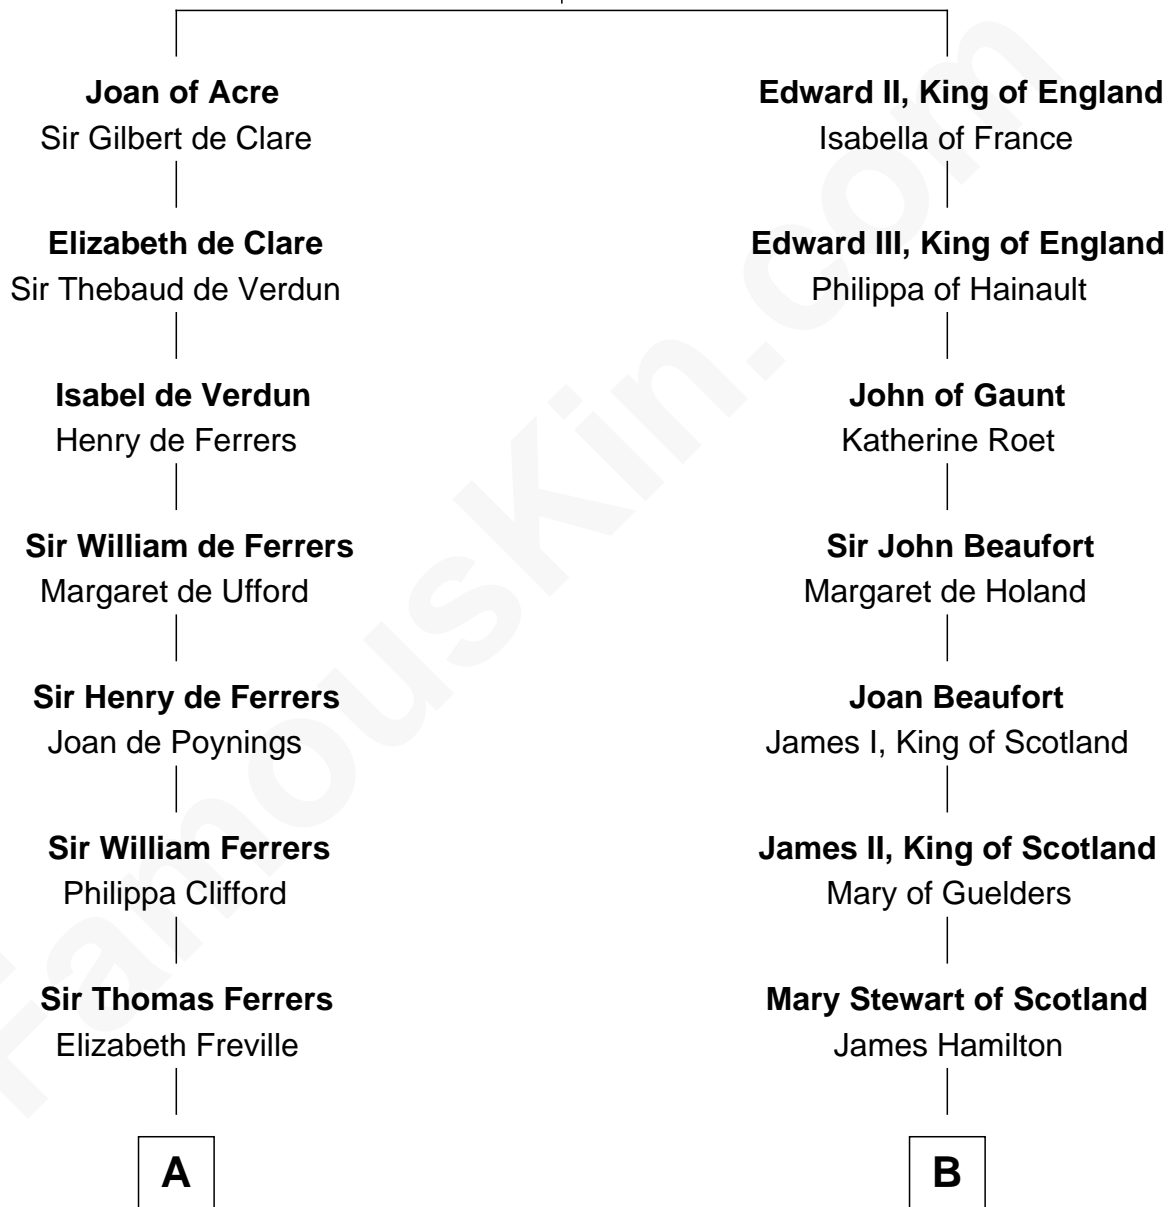 Joan of Acre
Sir Gilbert de Clare
Elizabeth de Clare
Sir Thebaud de Verdun
Isabel de Verdun
Henry de Ferrers
Sir William de Ferrers
Margaret de Ufford
Sir Henry de Ferrers
Joan de Poynings
Sir William Ferrers
Philippa Clifford
Sir Thomas Ferrers
Elizabeth Freville
A
Edward II, King of England
Isabella of France
Edward III, King of England
Philippa of Hainault
John of Gaunt
Katherine Roet
Sir John Beaufort
Margaret de Holand
Joan Beaufort
James I, King of Scotland
James II, King of Scotland
Mary of Guelders
Mary Stewart of Scotland
James Hamilton
B
FamousKin.com